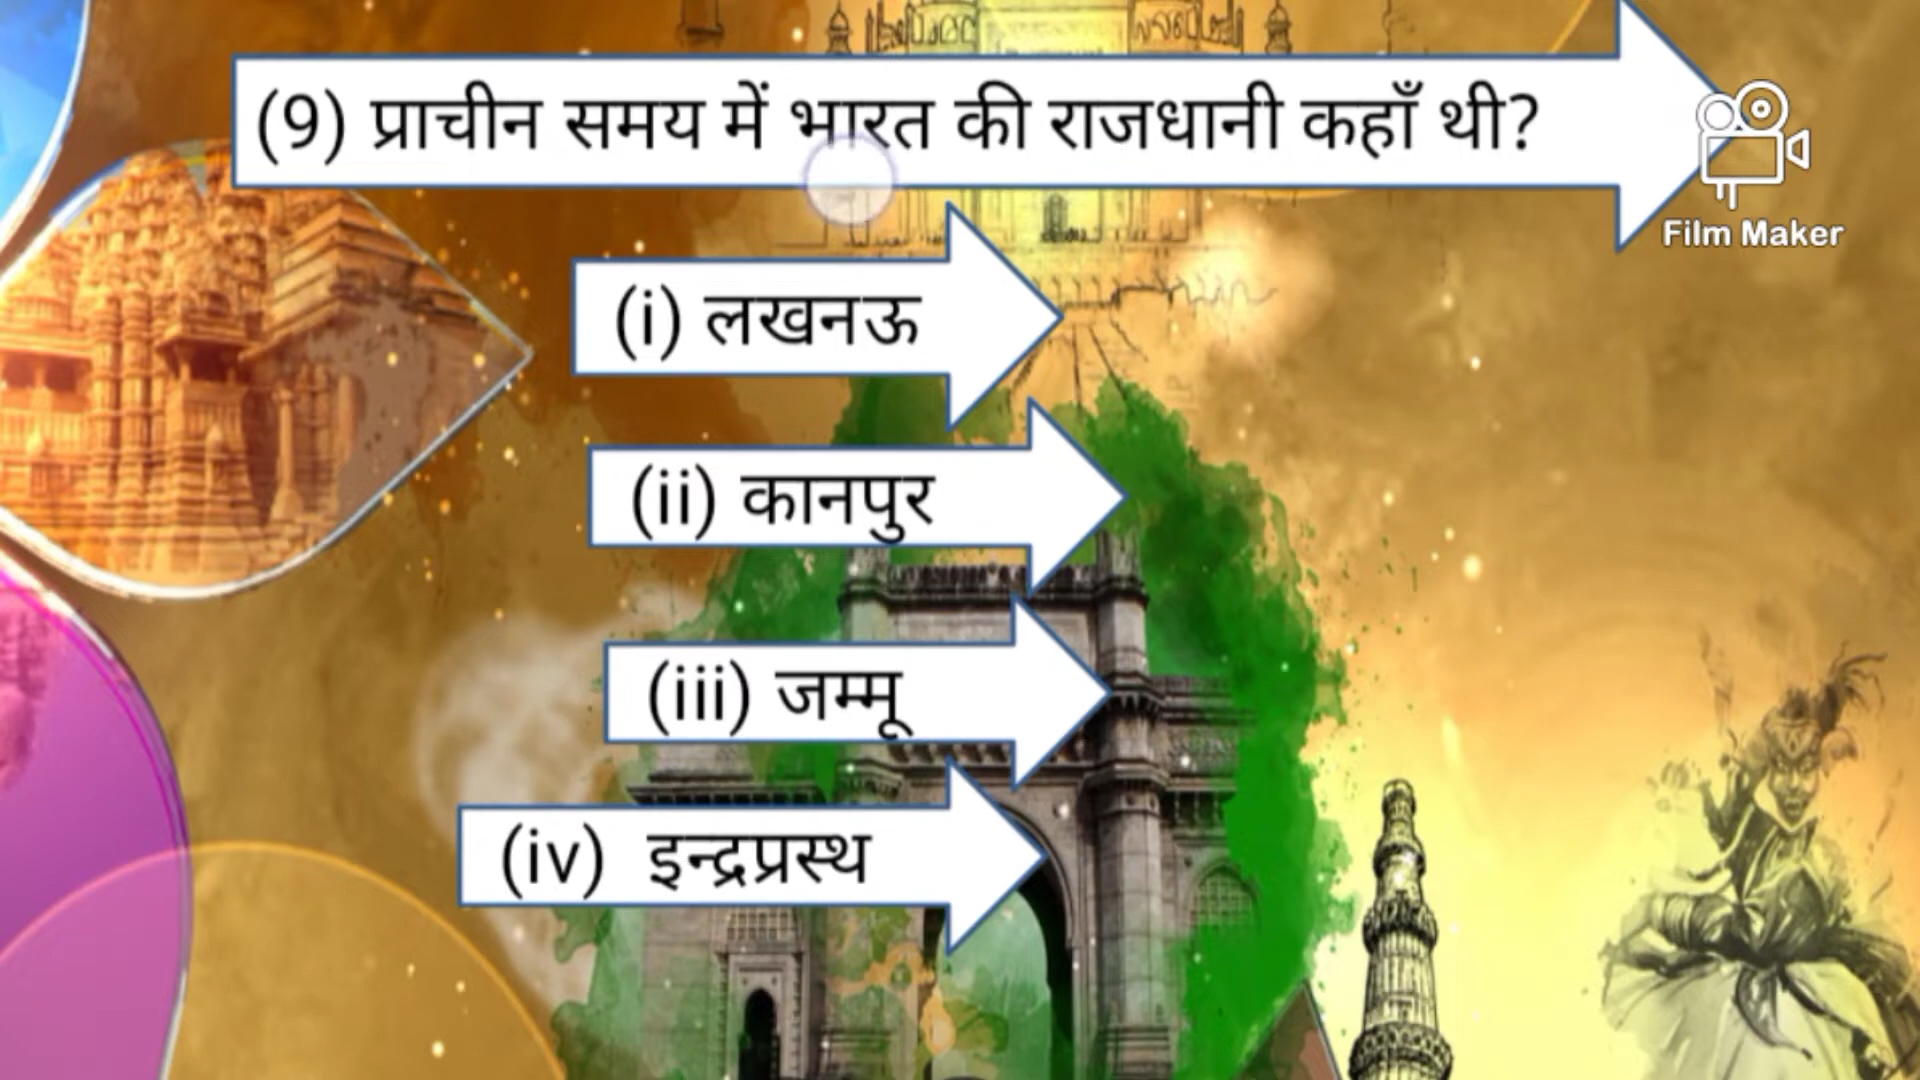 (9) प्राचीन समय में भारत की राजधानी कहाँ थी?
Film Maker
(i) लखनऊ
(ii) कानपुर
(iii) जम्मू
(iv) इन्द्रप्रस्थ